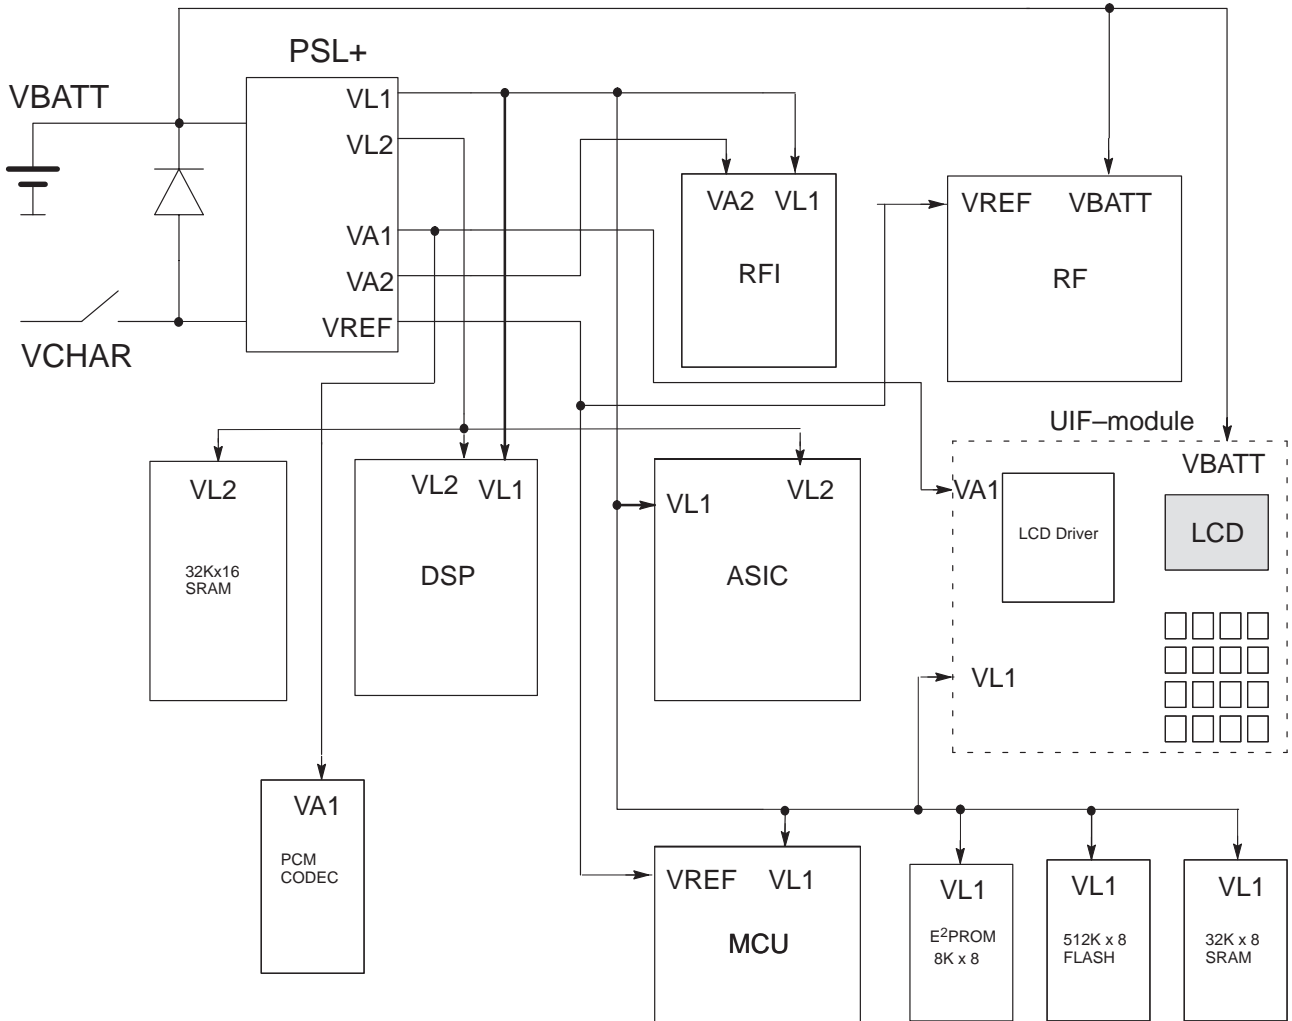 PSL+
VBATT
VL1
VL2
VA1
VA2
VREF
VCHAR
VA2 VL1
RFI
VREF VBATT
RF
UIF–module
VBATT
VA1
LCD Driver
LCD
VL1
VL2
32Kx16
SRAM
VL2 VL1
DSP
VL1 VL2
ASIC
VA1
PCM
CODEC
VREF VL1
MCU
VL1
E²PROM
8K x 8
VL1
512K x 8
FLASH
VL1
32K x 8
SRAM